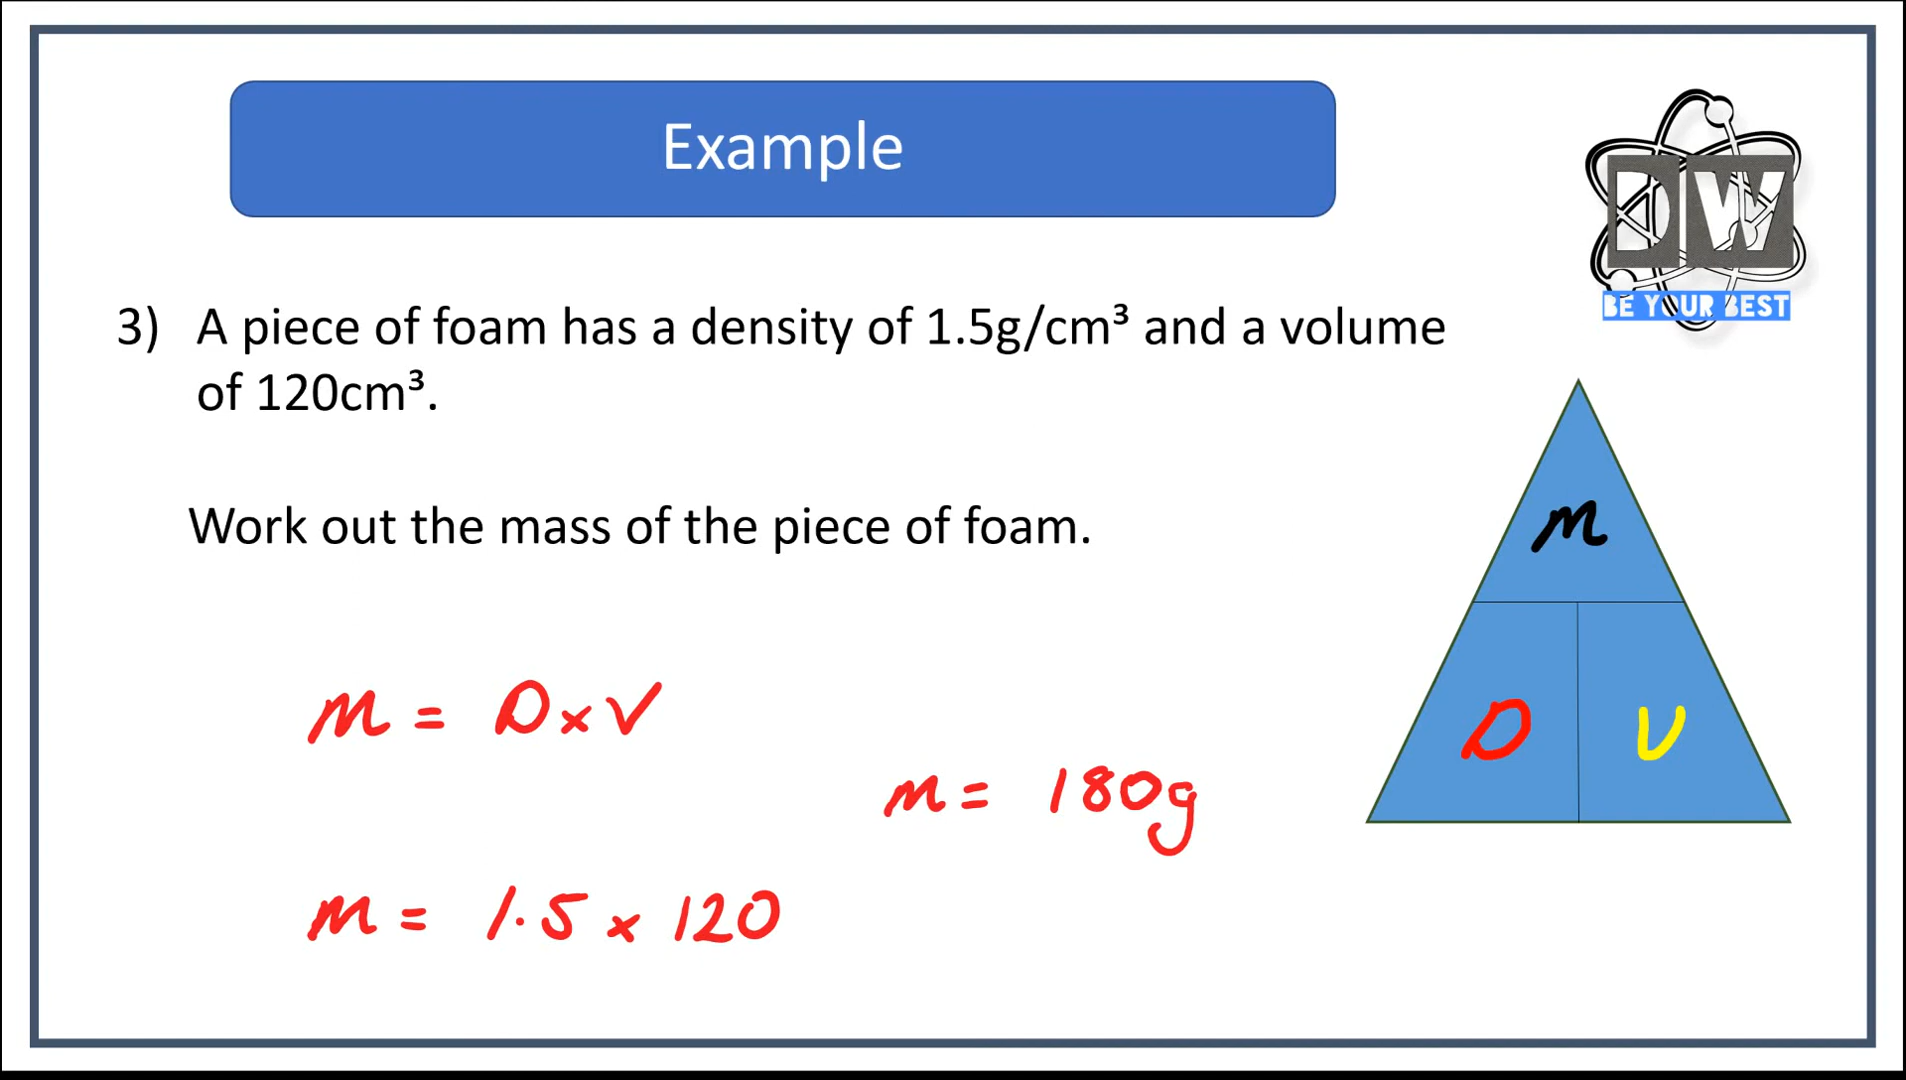 Example
DW
BE YOUR BEST
3) A piece of foam has a density of 1.5g/cm³ and a volume
of 120cm³.
Work out the mass of the piece of foam.
M
D V
M = D x V
M = 180g
M = 1.5 x 120